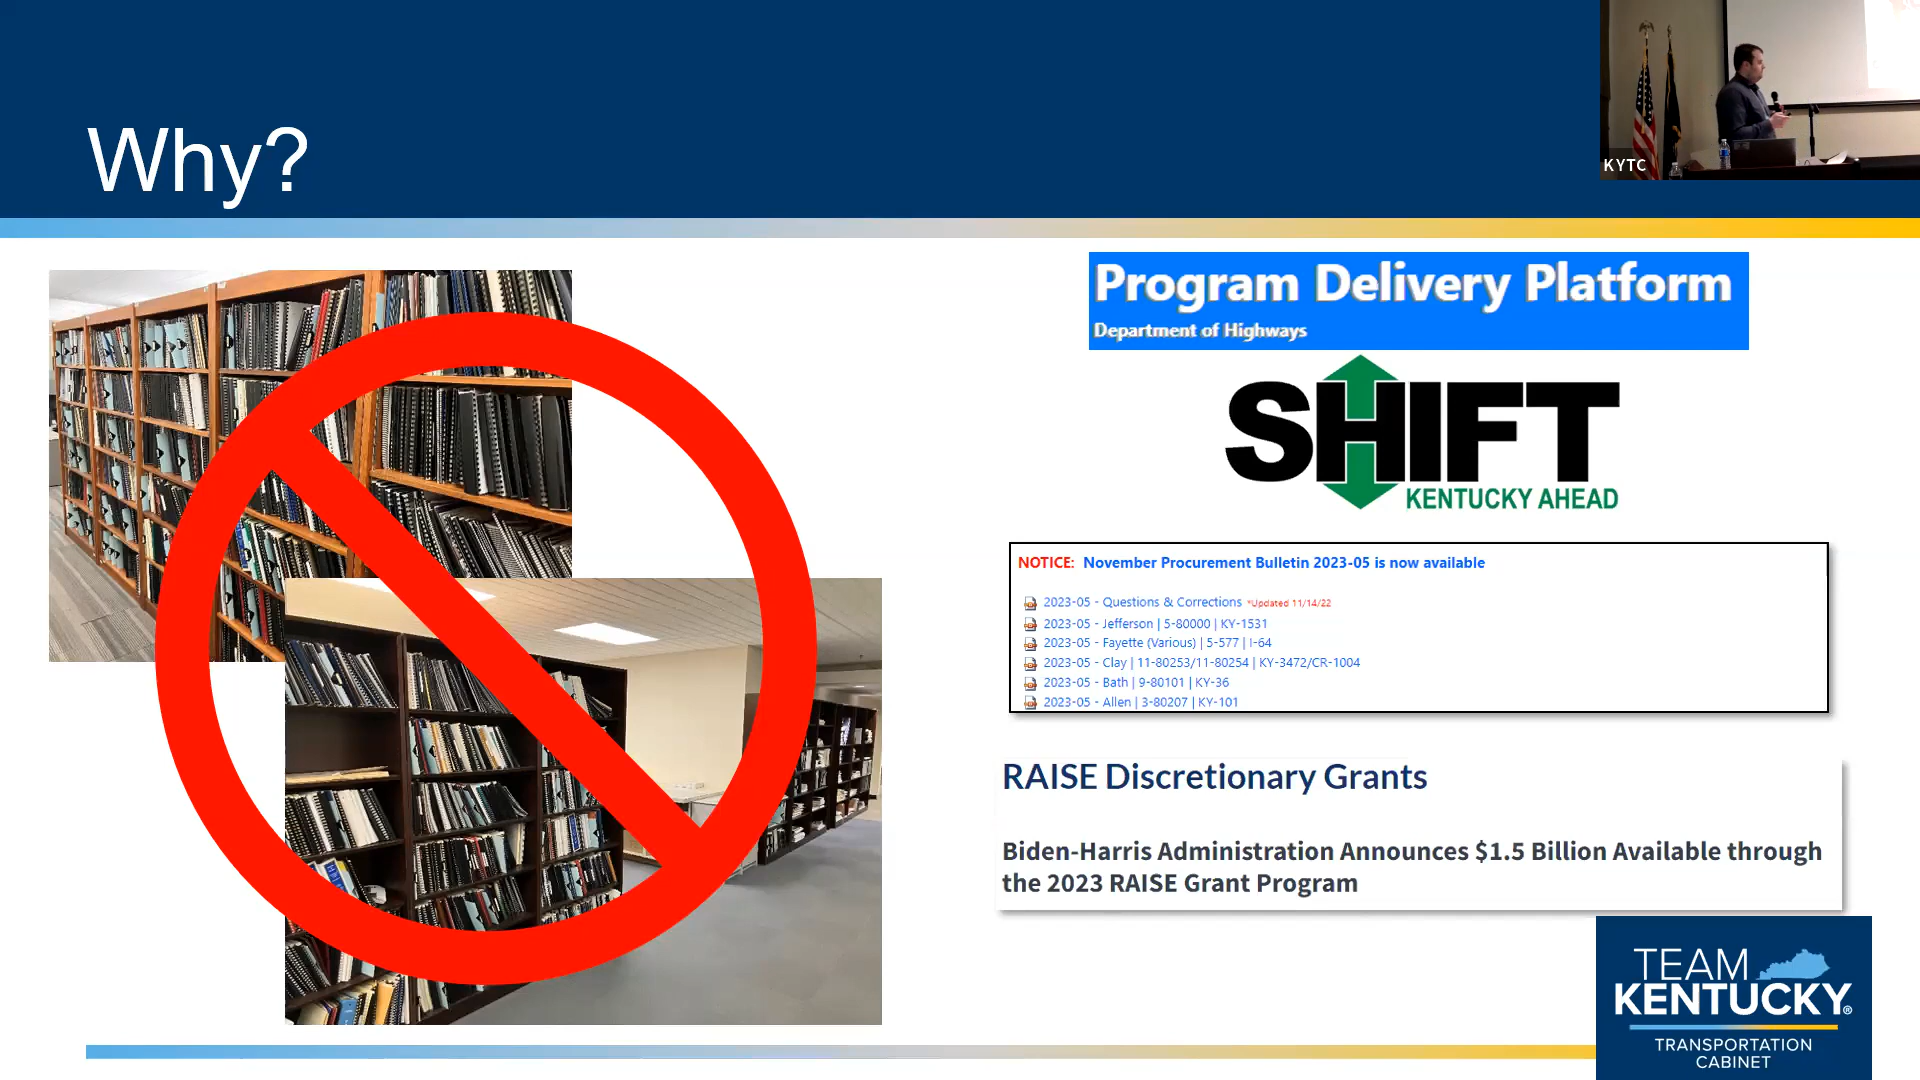 KYTC
Why?
Program Delivery Platform
Department of Highways
SHIFT
KENTUCKY AHEAD
NOTICE: November Procurement Bulletin 2023-05 is now available
2023-05 - Questions & Corrections *Updated 11/14/22
2023-05 - Jefferson | 5-80000 | KY-1531
2023-05 - Fayette (Various) | 5-577 | I-64
2023-05 - Clay | 11-80253/11-80254 | KY-3472/CR-1004
2023-05 - Bath | 9-80101 | KY-36
2023-05 - Allen | 3-80207 | KY-101
RAISE Discretionary Grants
Biden-Harris Administration Announces $1.5 Billion Available through
the 2023 RAISE Grant Program
TEAM
KENTUCKY®
TRANSPORTATION
CABINET